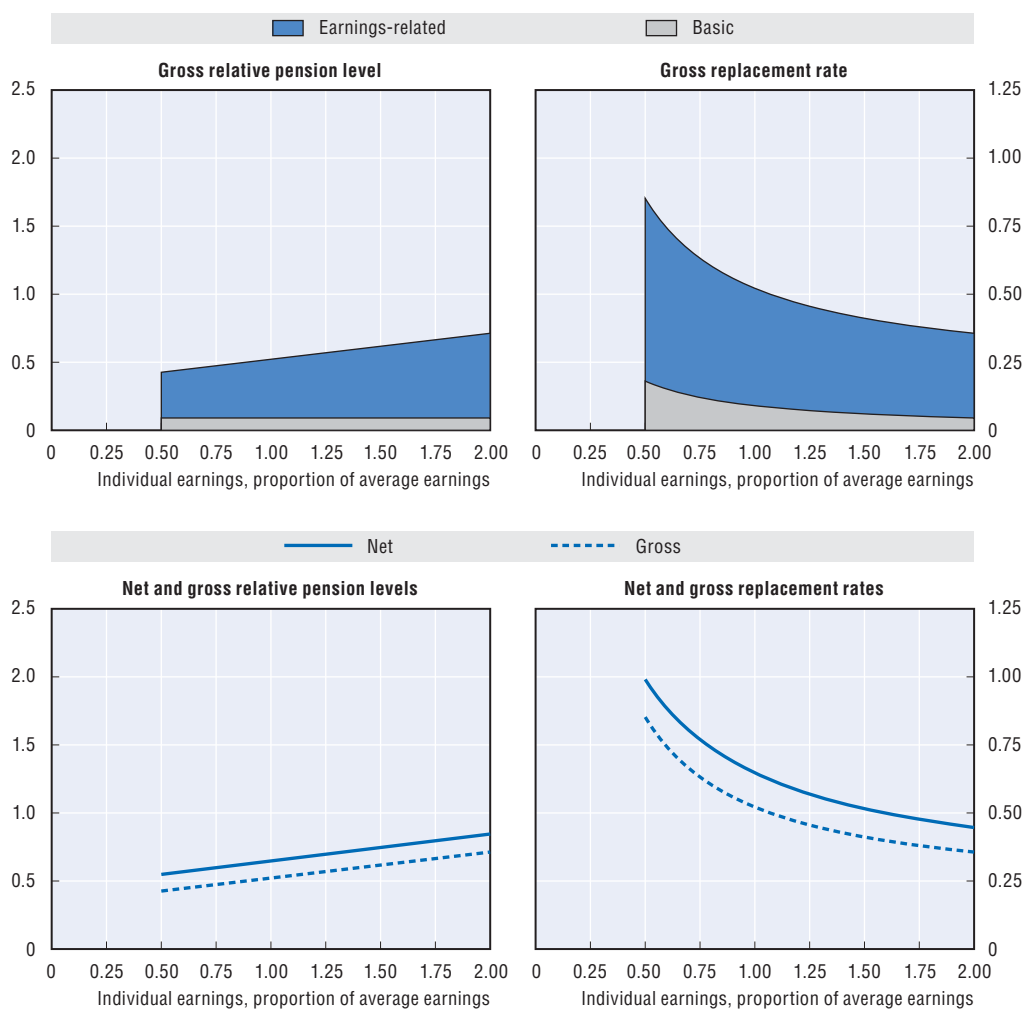 Earnings-related Basic
Gross relative pension level Gross replacement rate
2.5 1.25
2.0 1.00
1.5 0.75
1.0 0.50
0.5 0.25
0 0
0 0.25 0.50 0.75 1.00 1.25 1.50 1.75 2.00 0 0.25 0.50 0.75 1.00 1.25 1.50 1.75 2.00
Individual earnings, proportion of average earnings Individual earnings, proportion of average earnings
Net Gross
Net and gross relative pension levels Net and gross replacement rates
2.5 1.25
2.0 1.00
1.5 0.75
1.0 0.50
0.5 0.25
0 0
0 0.25 0.50 0.75 1.00 1.25 1.50 1.75 2.00 0 0.25 0.50 0.75 1.00 1.25 1.50 1.75 2.00
Individual earnings, proportion of average earnings Individual earnings, proportion of average earnings